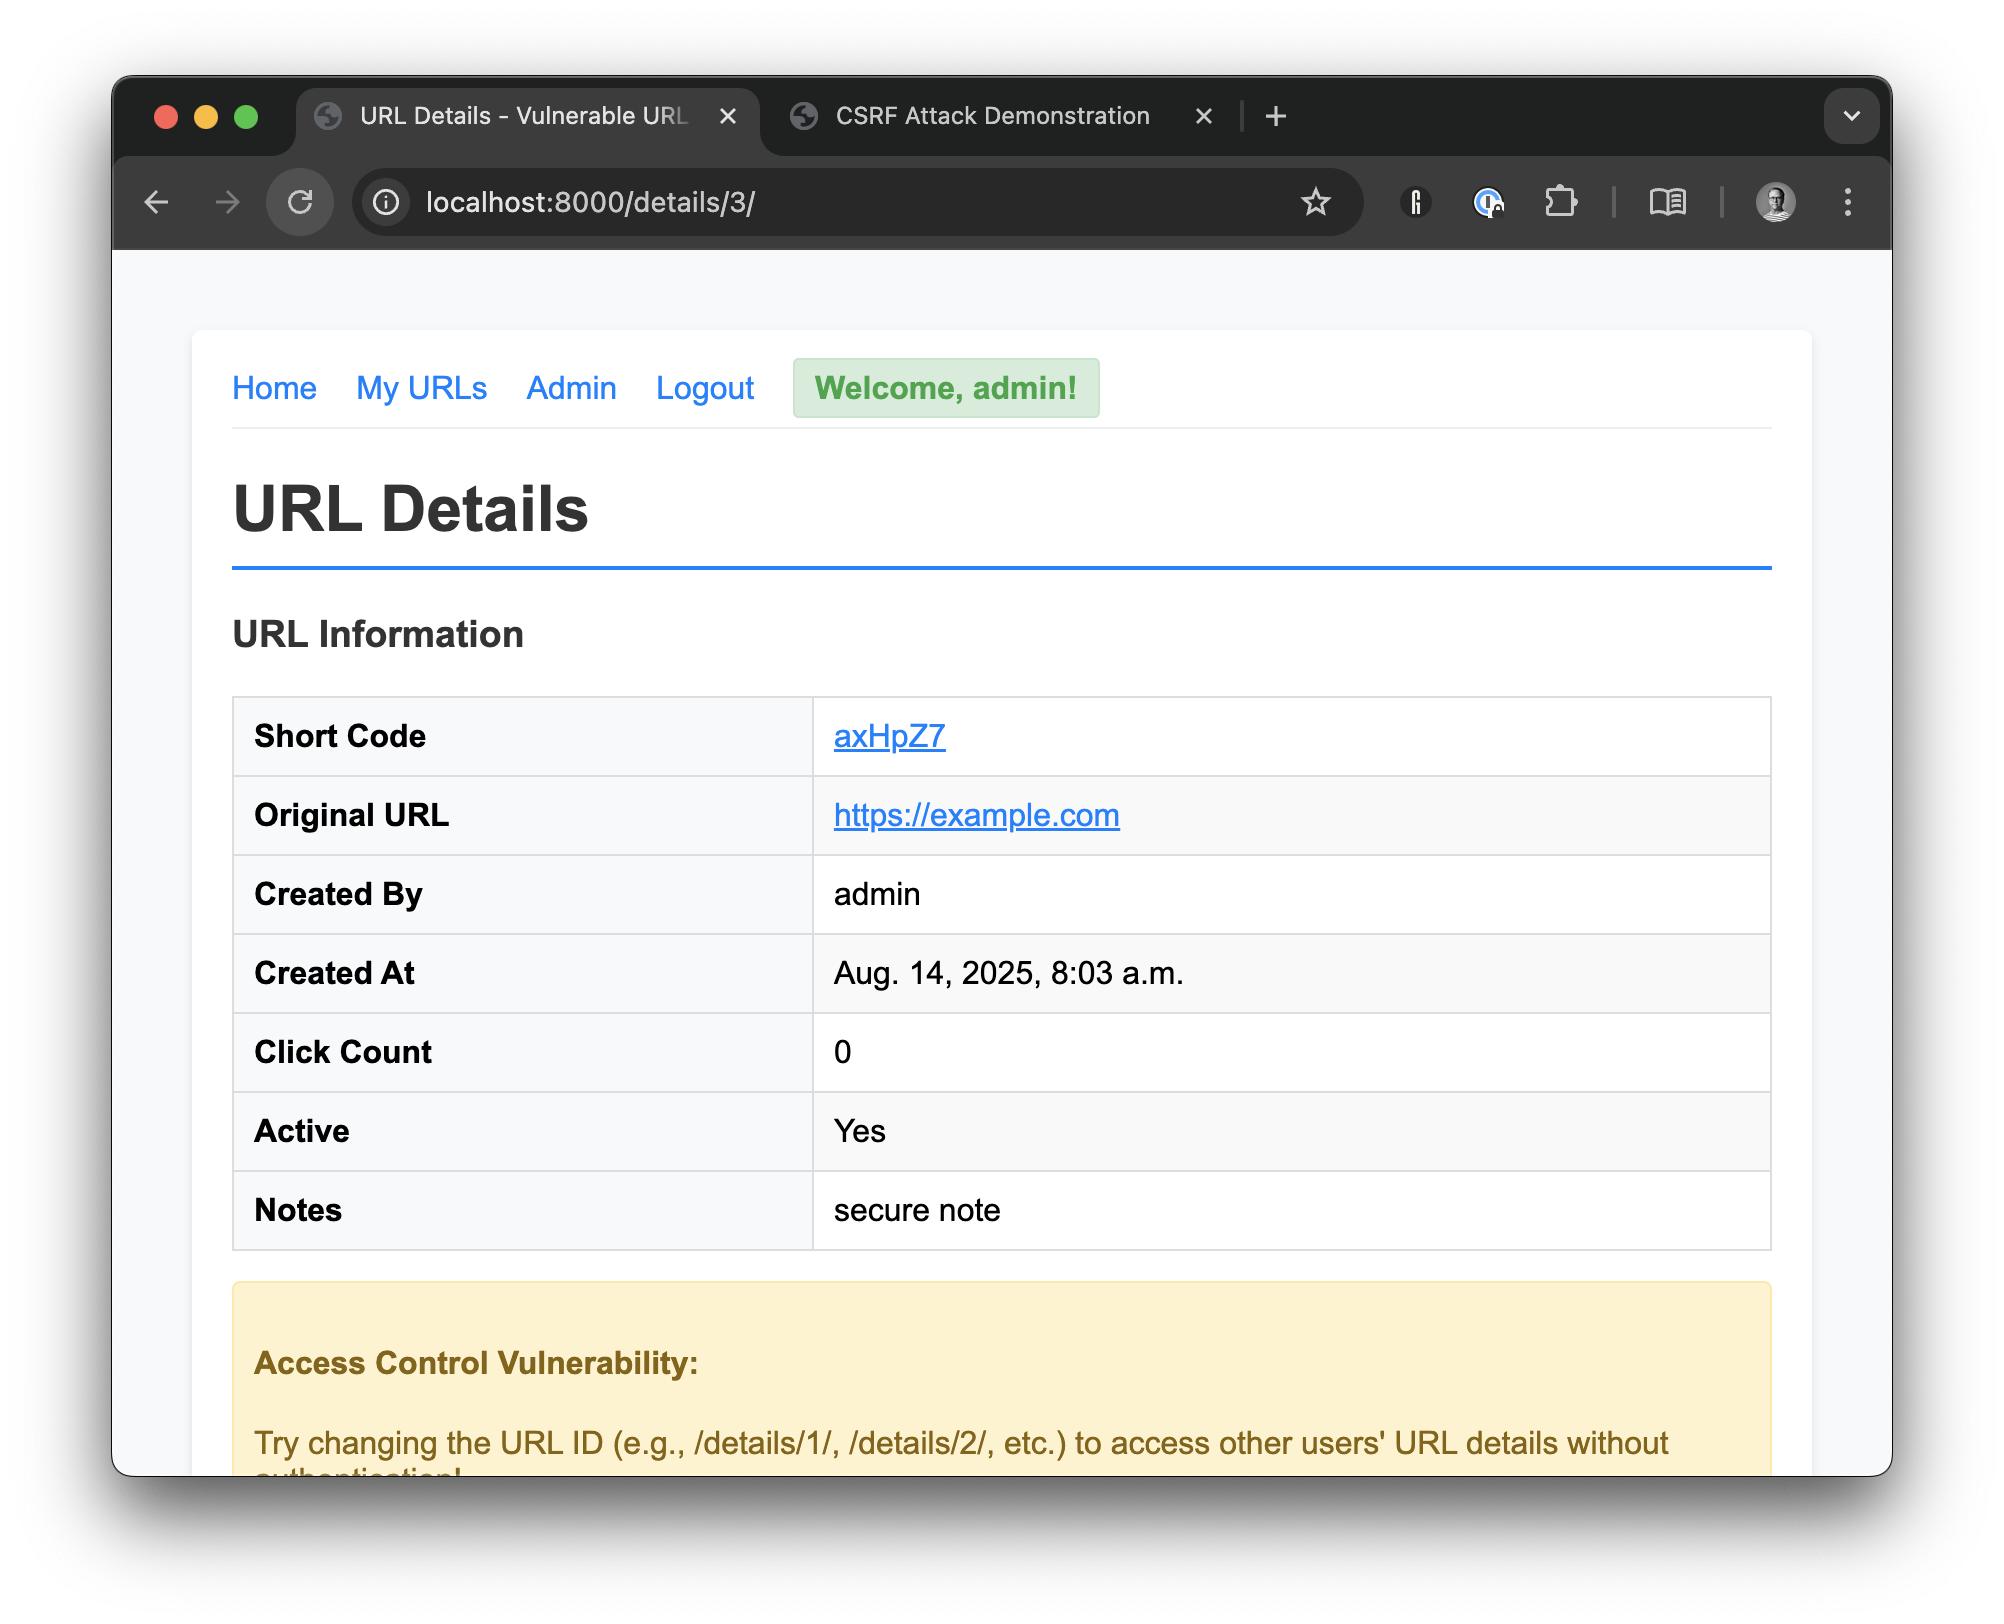 URL Details - Vulnerable URL
CSRF Attack Demonstration
localhost:8000/details/3/
Home My URLs Admin Logout Welcome, admin!
URL Details
URL Information
Short Code axHpZ7
Original URL https://example.com
Created By admin
Created At Aug. 14, 2025, 8:03 a.m.
Click Count 0
Active Yes
Notes secure note
Access Control Vulnerability:
Try changing the URL ID (e.g., /details/1/, /details/2/, etc.) to access other users' URL details without
authentication!